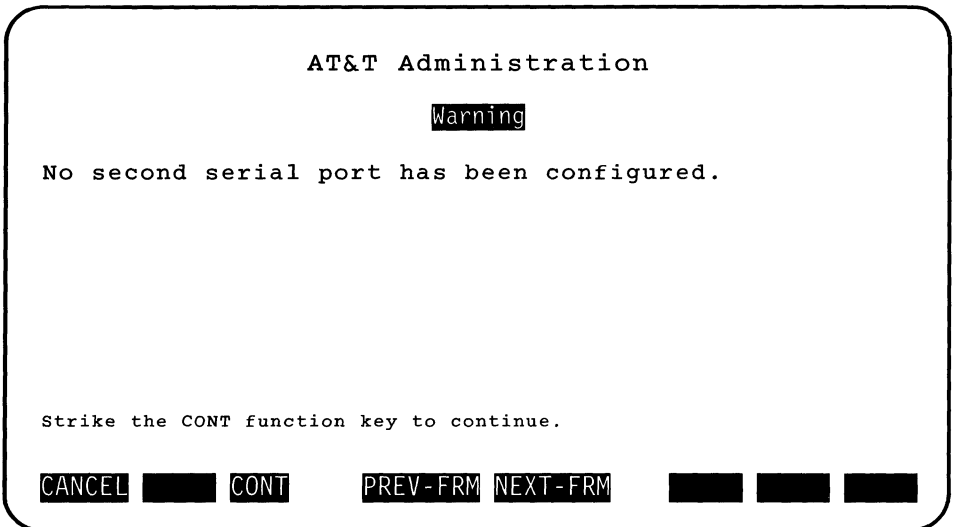 AT&T Administration
Warning
No second serial port has been configured.
Strike the CONT function key to continue.
CANCEL CONT PREV-FRM NEXT-FRM